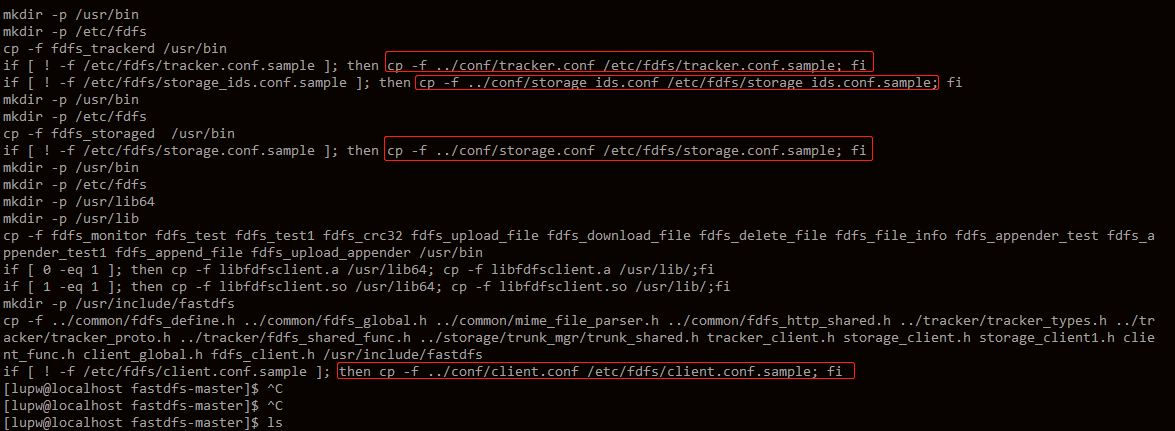 mkdir -p /usr/bin
mkdir -p /etc/fdfs
cp -f fdfs_trackerd /usr/bin
if [ ! -f /etc/fdfs/tracker.conf.sample ]; then cp -f ../conf/tracker.conf /etc/fdfs/tracker.conf.sample; fi
if [ ! -f /etc/fdfs/storage_ids.conf.sample ]; then cp -f ../conf/storage_ids.conf /etc/fdfs/storage_ids.conf.sample; fi
mkdir -p /usr/bin
mkdir -p /etc/fdfs
cp -f fdfs_storaged  /usr/bin
if [ ! -f /etc/fdfs/storage.conf.sample ]; then cp -f ../conf/storage.conf /etc/fdfs/storage.conf.sample; fi
mkdir -p /usr/bin
mkdir -p /etc/fdfs
mkdir -p /usr/lib64
mkdir -p /usr/lib
cp -f fdfs_monitor fdfs_test fdfs_test1 fdfs_crc32 fdfs_upload_file fdfs_download_file fdfs_delete_file fdfs_file_info fdfs_appender_test fdfs_a
ppender_test1 fdfs_append_file fdfs_upload_appender /usr/bin
if [ 0 -eq 1 ]; then cp -f libfdfsclient.a /usr/lib64; cp -f libfdfsclient.a /usr/lib/;fi
if [ 1 -eq 1 ]; then cp -f libfdfsclient.so /usr/lib64; cp -f libfdfsclient.so /usr/lib/;fi
mkdir -p /usr/include/fastdfs
cp -f ../common/fdfs_define.h ../common/fdfs_global.h ../common/mime_file_parser.h ../common/fdfs_http_shared.h ../tracker/tracker_types.h ../tr
acker/tracker_proto.h ../tracker/fdfs_shared_func.h ../storage/trunk_mgr/trunk_shared.h tracker_client.h storage_client.h storage_client1.h clie
nt_func.h client_global.h fdfs_client.h /usr/include/fastdfs
if [ ! -f /etc/fdfs/client.conf.sample ]; then cp -f ../conf/client.conf /etc/fdfs/client.conf.sample; fi
[lupw@localhost fastdfs-master]$ ^C
[lupw@localhost fastdfs-master]$ ^C
[lupw@localhost fastdfs-master]$ ls